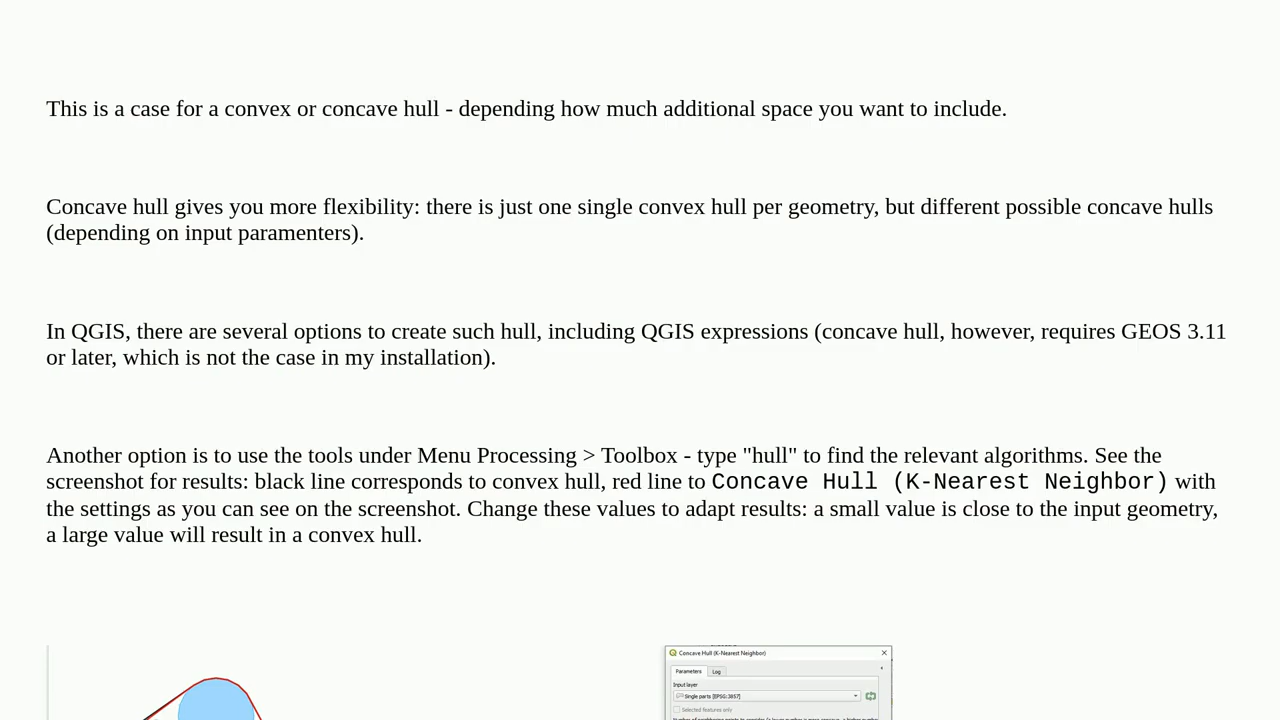 This is a case for a convex or concave hull - depending how much additional space you want to include.
Concave hull gives you more flexibility: there is just one single convex hull per geometry, but different possible concave hulls
(depending on input paramenters).
In QGIS, there are several options to create such hull, including QGIS expressions (concave hull, however, requires GEOS 3.11
or later, which is not the case in my installation).
Another option is to use the tools under Menu Processing > Toolbox - type "hull" to find the relevant algorithms. See the
screenshot for results: black line corresponds to convex hull, red line to Concave Hull (K-Nearest Neighbor) with
the settings as you can see on the screenshot. Change these values to adapt results: a small value is close to the input geometry,
a large value will result in a convex hull.
Concave Hull (K-Nearest Neighbor)
Parameters Log
Input layer
Single parts [EPSG:3857]
Selected features only